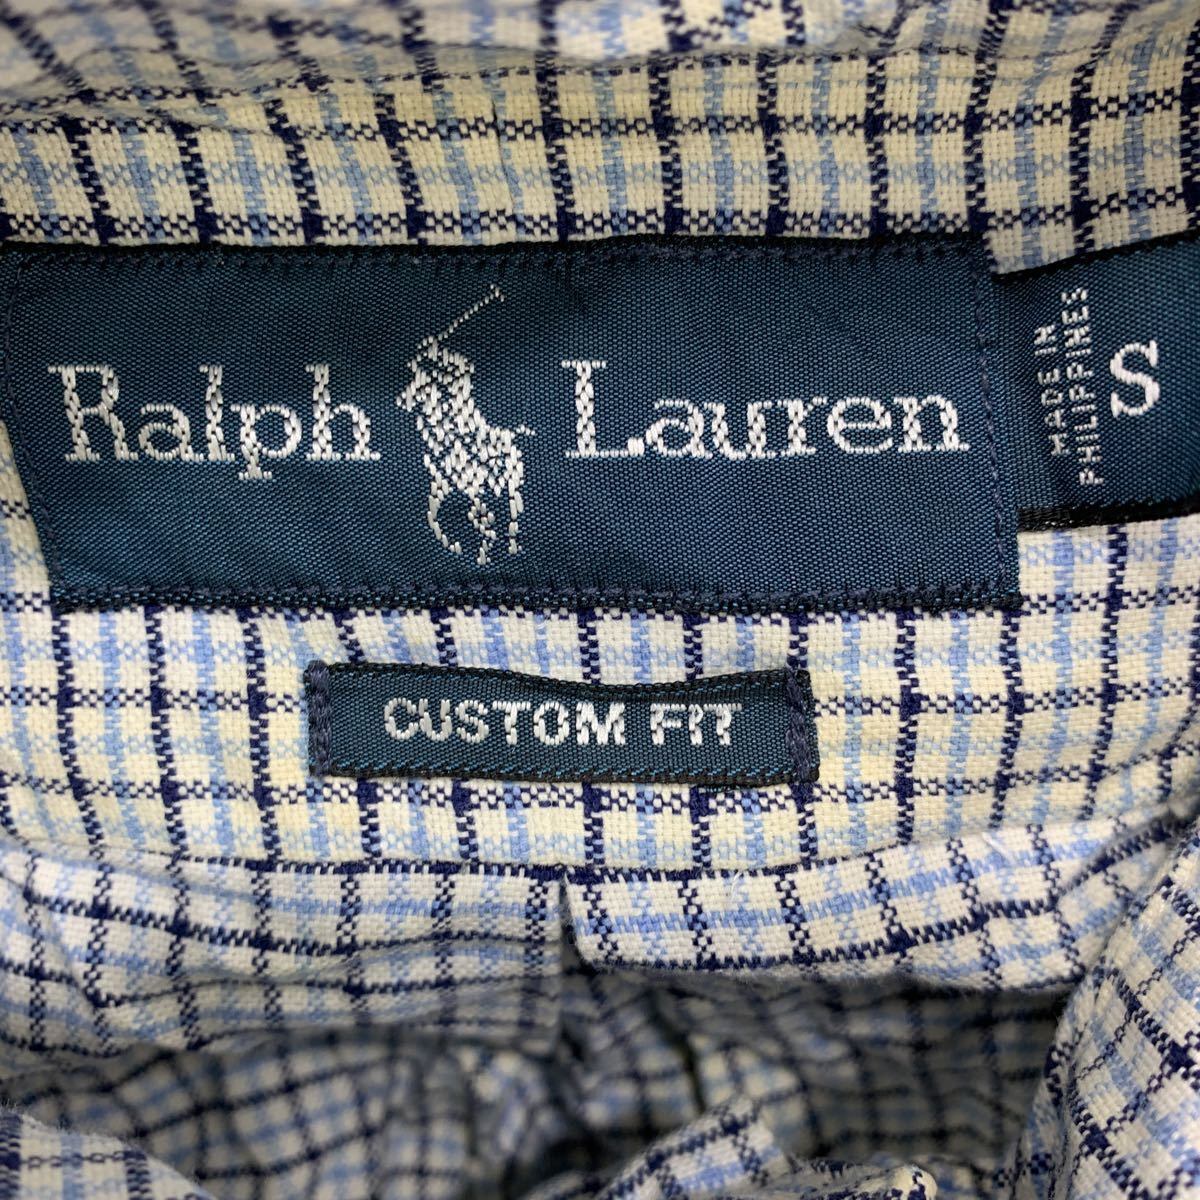 Ralph Lauren
MADE IN
PHILIPPINES
S
CUSTOM FIT